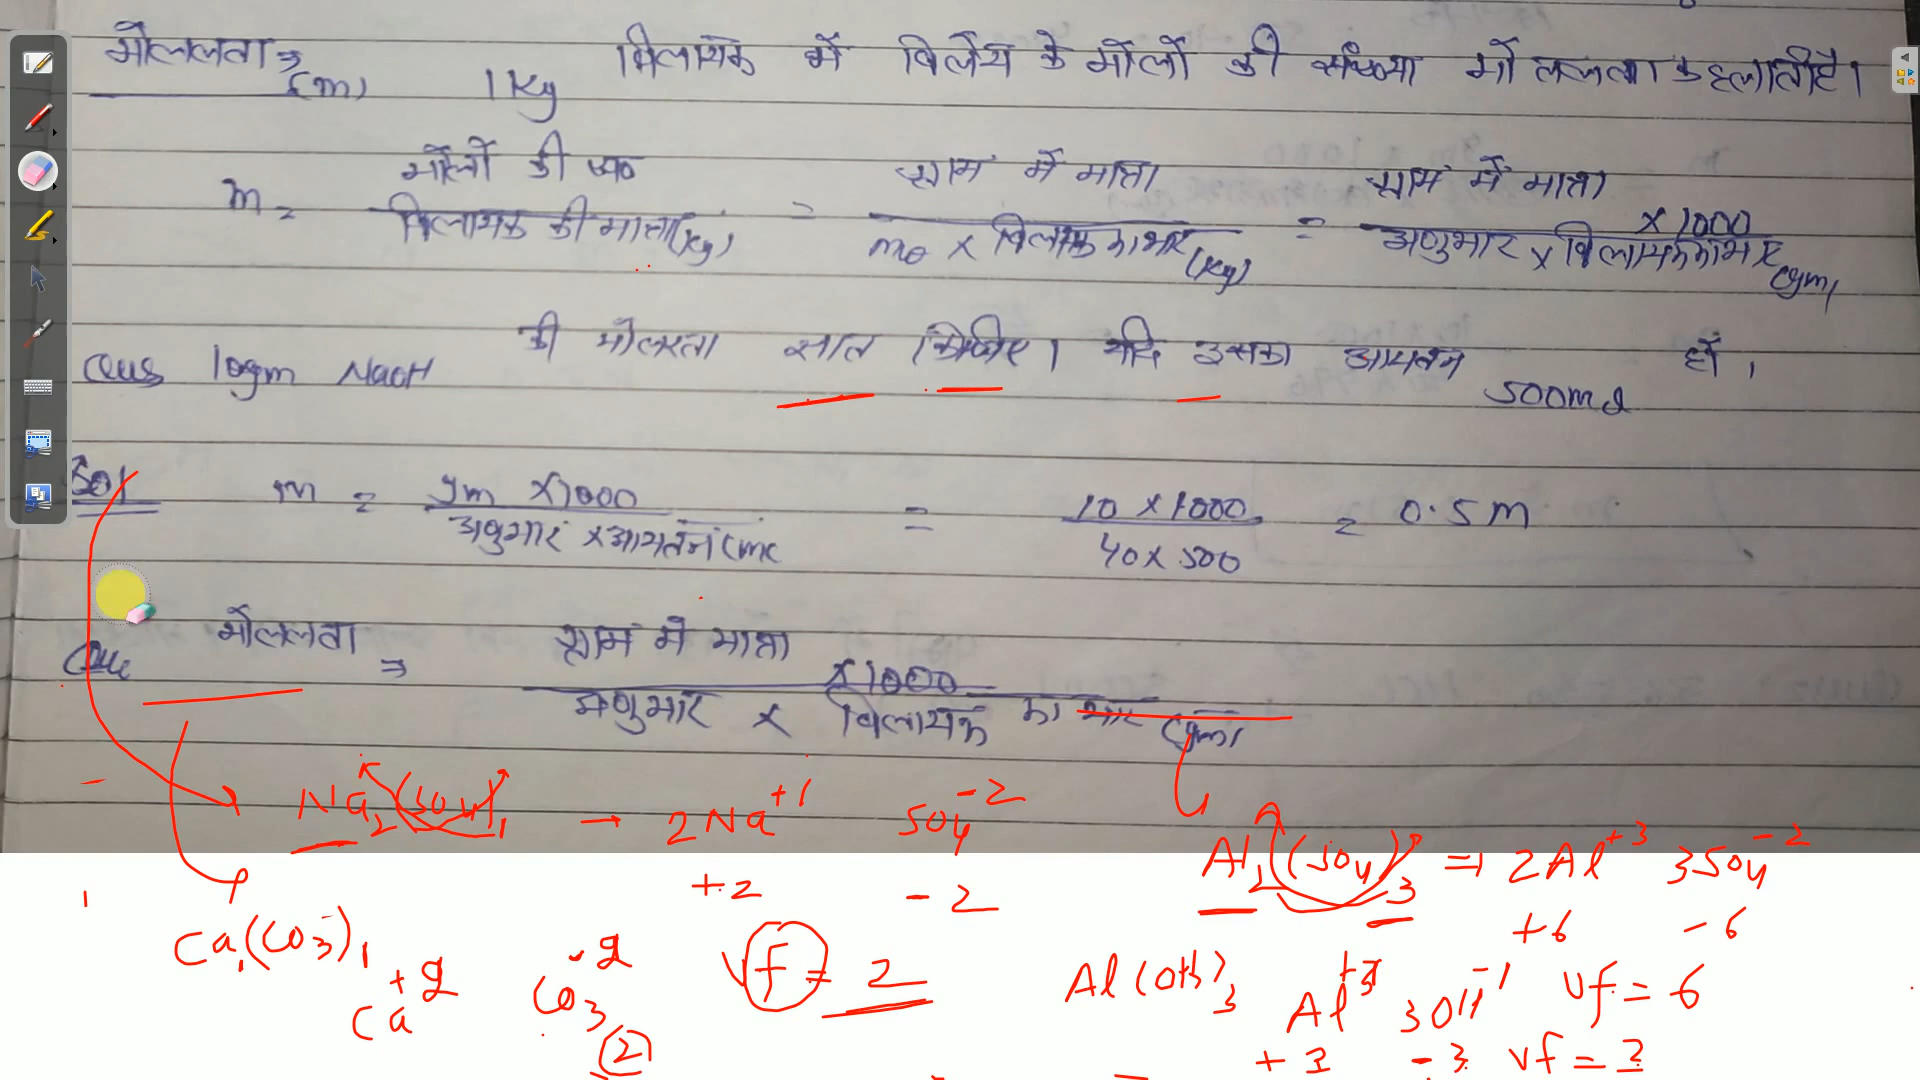 मोललता ⇒ (m) 1 Kg विलायक में विलेय के मोलों की संख्या मोललता कहलाती है।
m = मोलों की स० / विलायक की मात्रा (Kg) = ग्राम में मात्रा / mo × विलायक का भार (Kg) = ग्राम में मात्रा × 1000 / अणुभार × विलायक का भार (gm)
Ques 10gm NaOH की मोलरता ज्ञात किजिए। यदि उसका आयतन 500ml हो,
Sol m = gm × 1000 / अणुभार × आयतन (ml = 10 × 1000 / 40 × 500 = 0.5 M
Que मोललता ⇒ ग्राम मे मात्रा × 1000 / अणुभार × विलायक का भार (gm)
Na2(SO4)1 → 2Na+1 SO4-2
+2 -2
Al2(SO4)3 ⇒ 2Al+3 3SO4-2
+6 -6
vf = 6
Ca1(CO3)1
Ca+2 CO3-2
(2)
vf = 2
Al(OH)3 Al+3 3OH-1
+3 -3 vf = 3